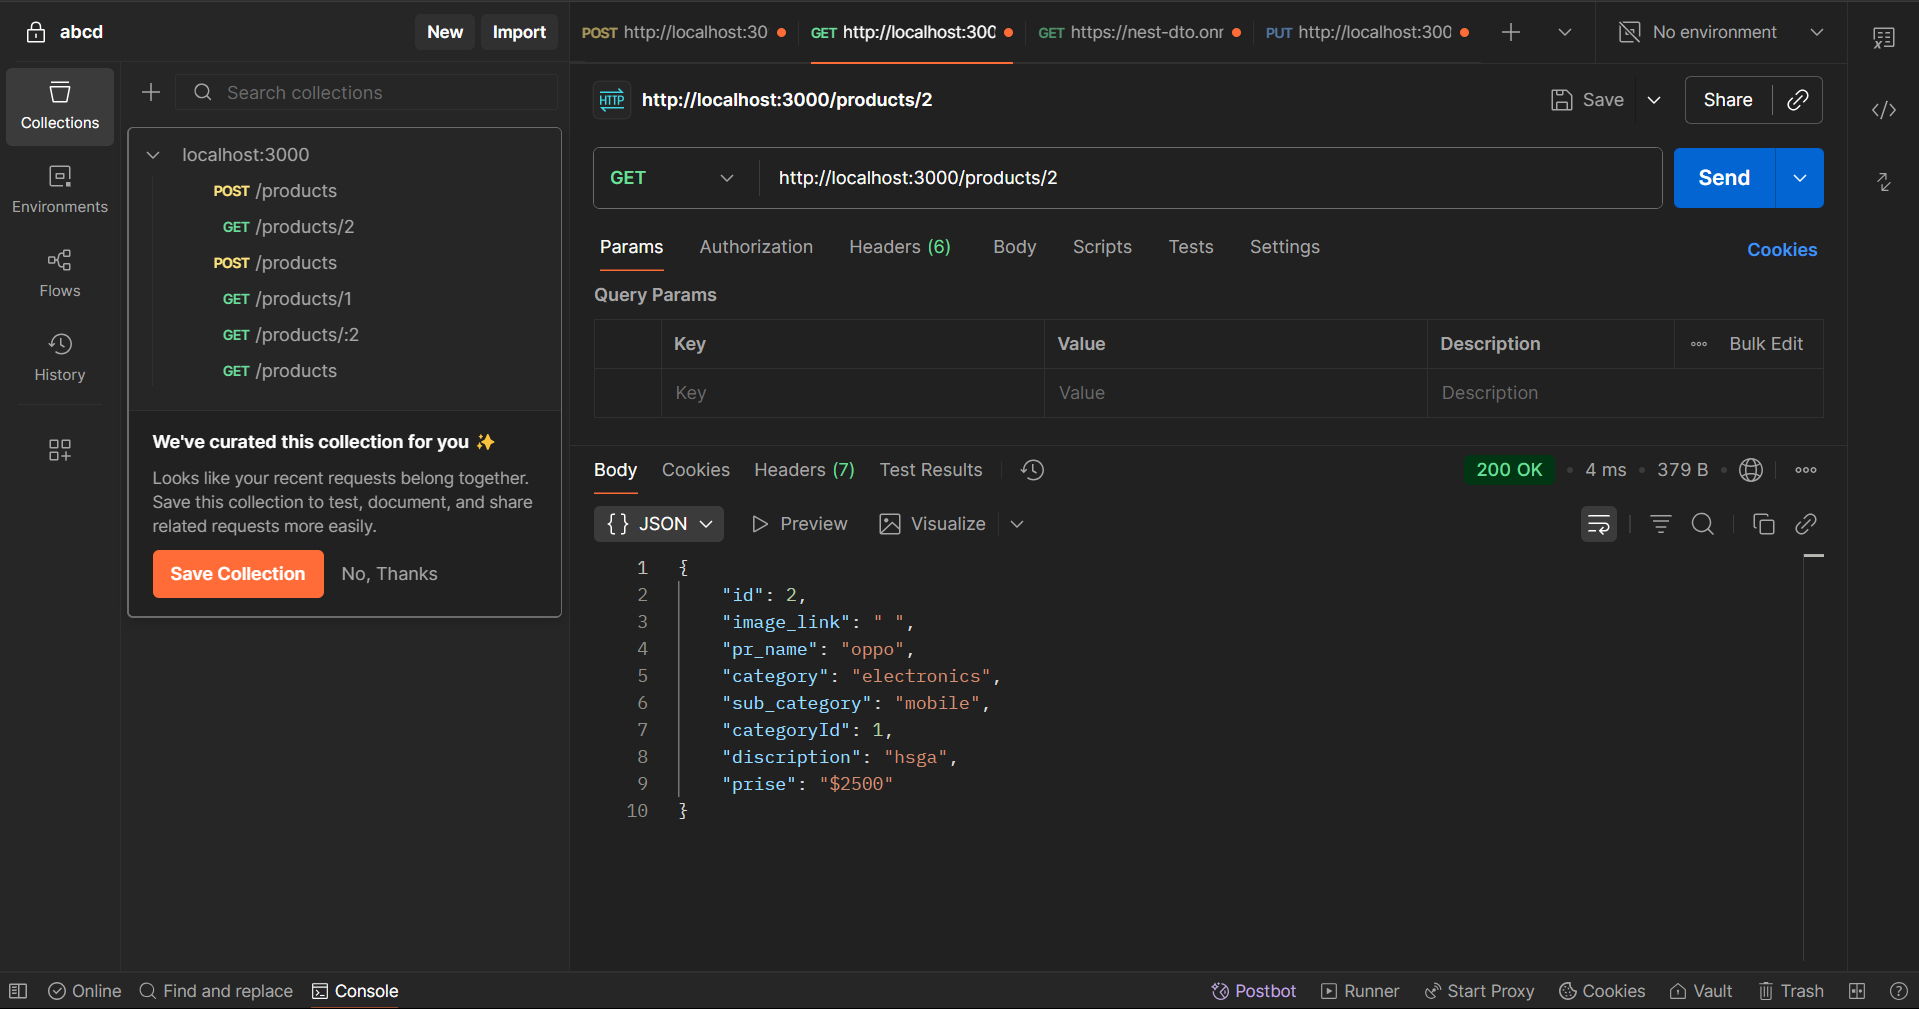 abcd
New
Import
POST http://localhost:30
GET http://localhost:300
GET https://nest-dto.onr
PUT http://localhost:300
No environment
Collections
Environments
Flows
History
Search collections
localhost:3000
POST /products
GET /products/2
POST /products
GET /products/1
GET /products/:2
GET /products
We've curated this collection for you ✨
Looks like your recent requests belong together.
Save this collection to test, document, and share
related requests more easily.
Save Collection
No, Thanks
HTTP http://localhost:3000/products/2
Save
Share
GET http://localhost:3000/products/2
Send
Params Authorization Headers (6) Body Scripts Tests Settings
Cookies
Query Params
Key Value Description Bulk Edit
Key Value Description
Body Cookies Headers (7) Test Results
200 OK • 4 ms • 379 B
{} JSON Preview Visualize
1 {
2 "id": 2,
3 "image_link": " ",
4 "pr_name": "oppo",
5 "category": "electronics",
6 "sub_category": "mobile",
7 "categoryId": 1,
8 "discription": "hsga",
9 "prise": "$2500"
10 }
Online Find and replace Console
Postbot Runner Start Proxy Cookies Vault Trash